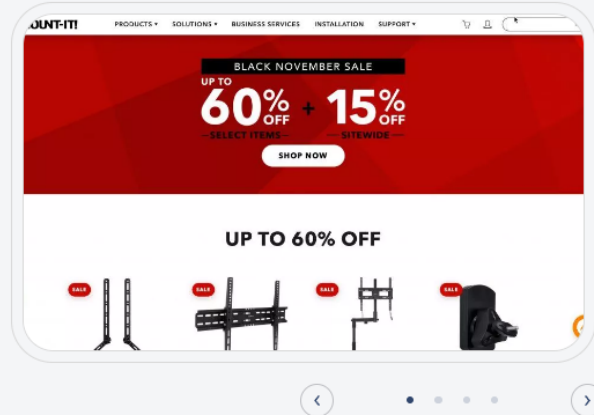 OUNT-IT! PRODUCTS SOLUTIONS BUSINESS SERVICES INSTALLATION SUPPORT
BLACK NOVEMBER SALE
UP TO
60% OFF + 15% OFF
SELECT ITEMS SITEWIDE
SHOP NOW
UP TO 60% OFF
SALE SALE SALE SALE